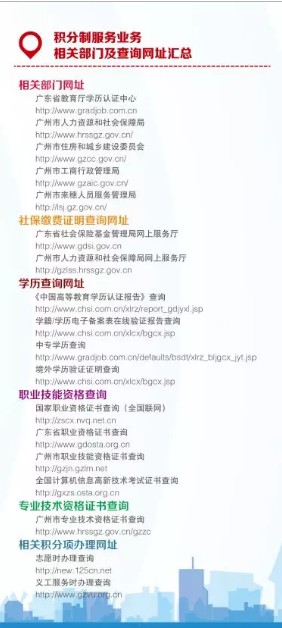 积分制服务业务
相关部门及查询网址汇总
相关部门网址
广东省教育厅学历认证中心
http://www.gradjob.com.cn
广州市人力资源和社会保障局
http://www.hrssgz.gov.cn/
广州市住房和城乡建设委员会
http://www.gzcc.gov.cn/
广州市工商行政管理局
http://www.gzaic.gov.cn/
广州市来穗人员服务管理局
http://lsj.gz.gov.cn/
社保缴费证明查询网址
广东省社会保险基金管理局网上服务厅
http://www.gdsi.gov.cn
广州市人力资源和社会保障局网上服务厅
http://gzlss.hrssgz.gov.cn
学历查询网址
《中国高等教育学历认证报告》查询
http://www.chsi.com.cn/xlrz/report_gdjyxl.jsp
学籍/学历电子备案表在线验证报告查询
http://www.chsi.com.cn/xlcx/bgcx.jsp
中专学历查询
http://www.gradjob.com.cn/defaults/bsdt/xlrz_bljgcx_jyt.jsp
境外学历验证证明查询
http://www.chsi.com.cn/xlcx/bgcx.jsp
职业技能资格查询
国家职业资格证书查询（全国联网）
http://zscx.nvq.net.cn
广东省职业资格证书查询
http://www.gdosta.org.cn
广州市职业技能资格证书查询
http://gzjn.gzlm.net
全国计算机信息高新技术考试证书查询
http://gxzs.osta.org.cn
专业技术资格证书查询
广州市专业技术资格证书查询
http://www.hrssgz.gov.cn/gzzc
相关积分项办理网址
志愿时办理查询
http://new.125cn.net
义工服务时办理查询
http://www.gzvu.org.cn